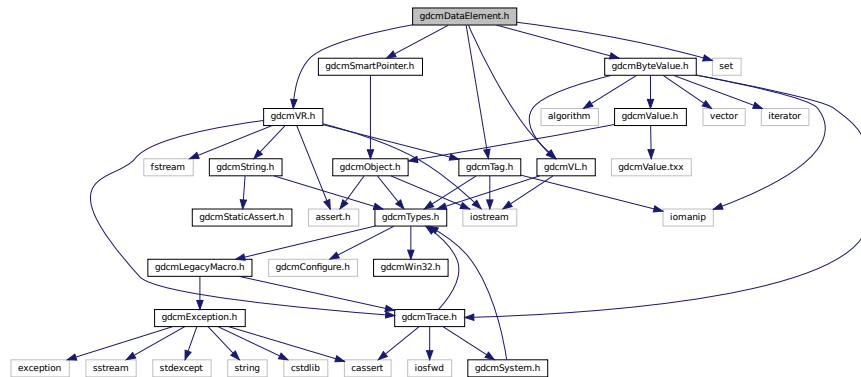 gdcmDataElement.h
gdcmSmartPointer.h
gdcmByteValue.h
set
gdcmVR.h
algorithm
gdcmValue.h
vector
iterator
fstream
gdcmString.h
gdcmObject.h
gdcmTag.h
gdcmVL.h
gdcmValue.txx
gdcmStaticAssert.h
assert.h
gdcmTypes.h
iostream
iomanip
gdcmLegacyMacro.h
gdcmConfigure.h
gdcmWin32.h
gdcmException.h
gdcmTrace.h
exception
sstream
stdexcept
string
cstdlib
cassert
iosfwd
gdcmSystem.h